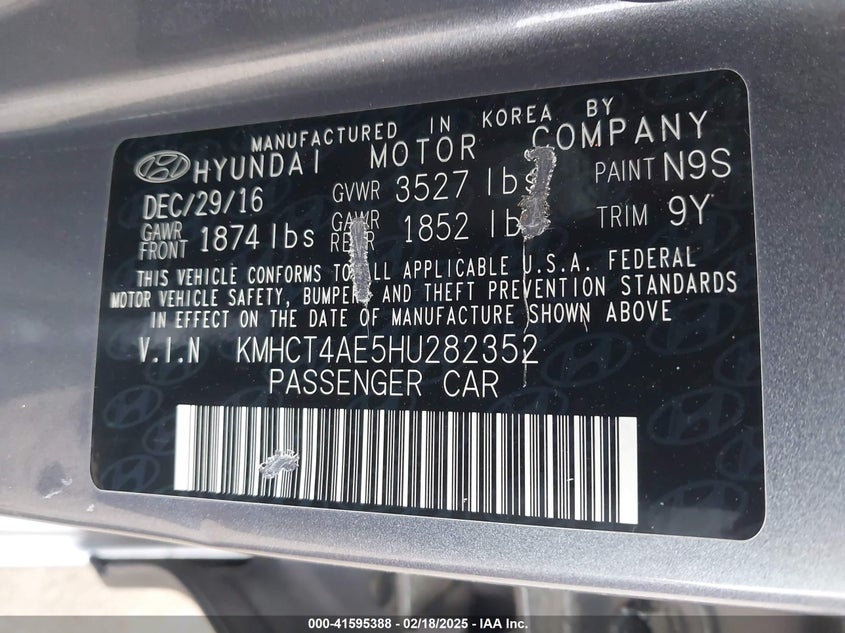 MANUFACTURED IN KOREA BY
HYUNDAI MOTOR COMPANY
DEC/29/16 GVWR 3527 lbs PAINT N9S
GAWR FRONT 1874 lbs GAWR REAR 1852 lbs TRIM 9Y
THIS VEHICLE CONFORMS TO ALL APPLICABLE U.S.A. FEDERAL
MOTOR VEHICLE SAFETY, BUMPER, AND THEFT PREVENTION STANDARDS
IN EFFECT ON THE DATE OF MANUFACTURE SHOWN ABOVE
V.I.N KMHCT4AE5HU282352
PASSENGER CAR
000-41595388 - 02/18/2025 - IAA Inc.